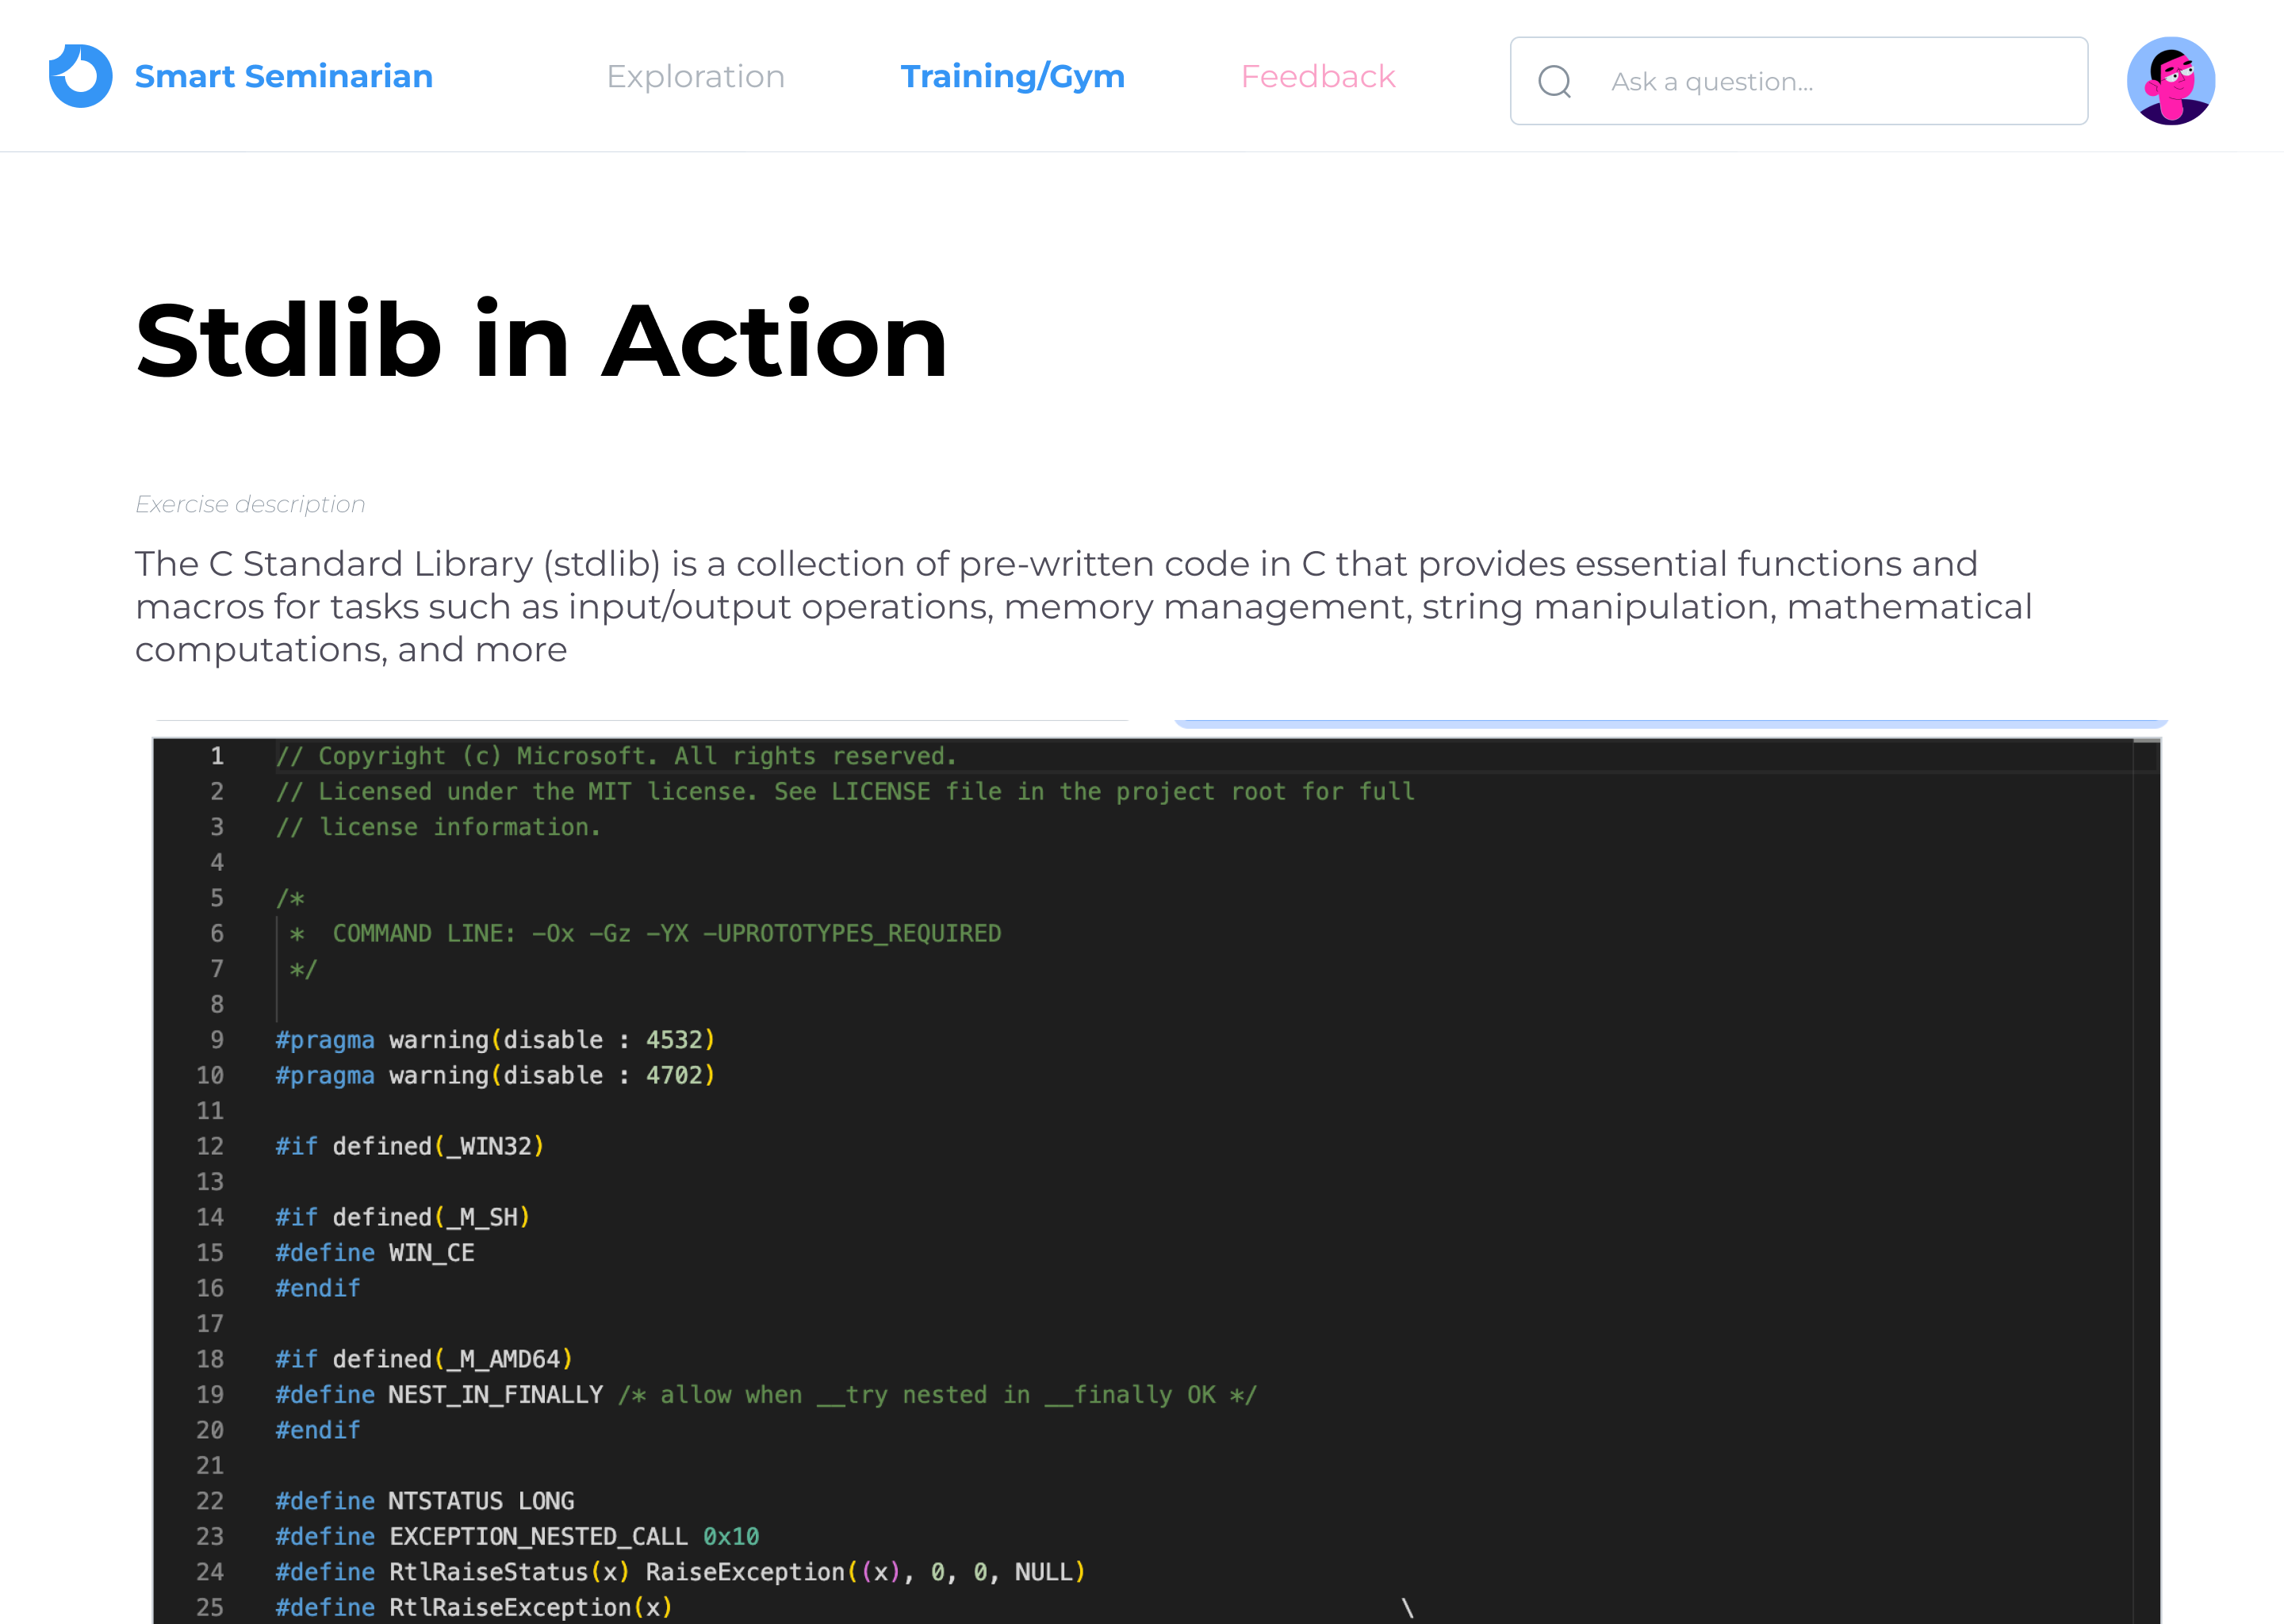 Smart Seminarian
Exploration
Training/Gym
Feedback
Ask a question...
Stdlib in Action
Exercise description
The C Standard Library (stdlib) is a collection of pre-written code in C that provides essential functions and
macros for tasks such as input/output operations, memory management, string manipulation, mathematical
computations, and more
1 // Copyright (c) Microsoft. All rights reserved.
2 // Licensed under the MIT license. See LICENSE file in the project root for full
3 // license information.
4
5 /*
6 *  COMMAND LINE: -Ox -Gz -YX -UPROTOTYPES_REQUIRED
7 */
8
9 #pragma warning(disable : 4532)
10 #pragma warning(disable : 4702)
11
12 #if defined(_WIN32)
13
14 #if defined(_M_SH)
15 #define WIN_CE
16 #endif
17
18 #if defined(_M_AMD64)
19 #define NEST_IN_FINALLY /* allow when __try nested in __finally OK */
20 #endif
21
22 #define NTSTATUS LONG
23 #define EXCEPTION_NESTED_CALL 0x10
24 #define RtlRaiseStatus(x) RaiseException((x), 0, 0, NULL)
25 #define RtlRaiseException(x) \